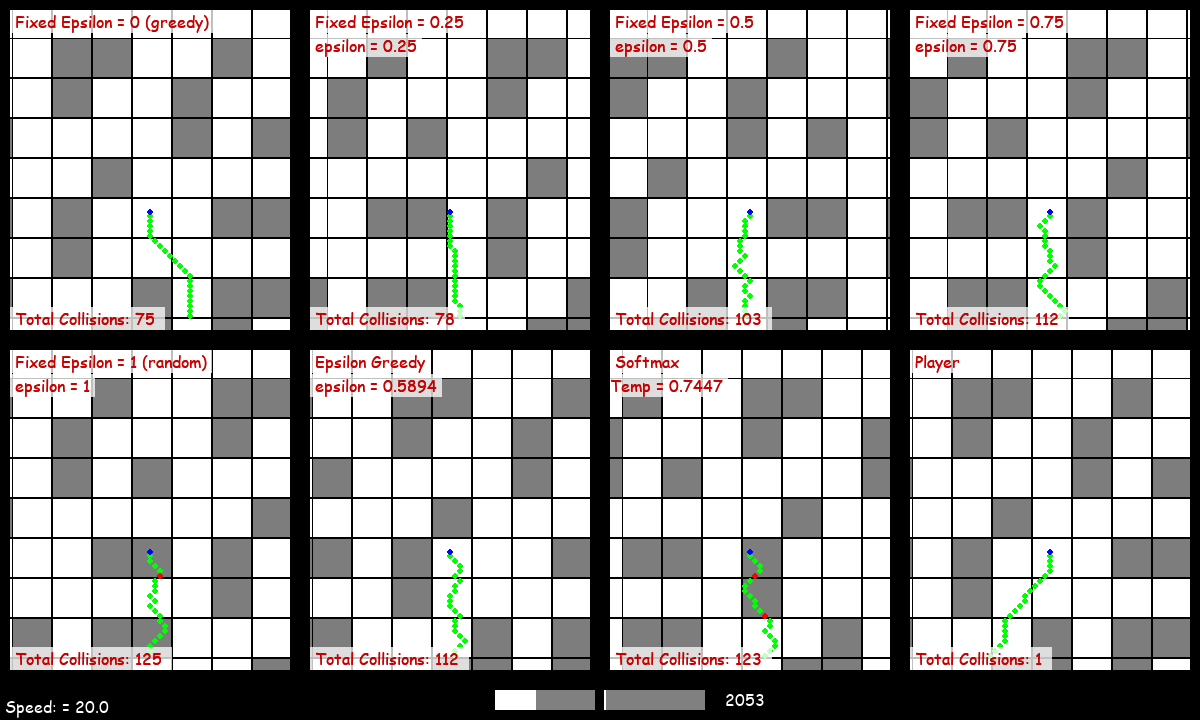 Fixed Epsilon = 0 (greedy)
Total Collisions: 75
Fixed Epsilon = 0.25
epsilon = 0.25
Total Collisions: 78
Fixed Epsilon = 0.5
epsilon = 0.5
Total Collisions: 103
Fixed Epsilon = 0.75
epsilon = 0.75
Total Collisions: 112
Fixed Epsilon = 1 (random)
epsilon = 1
Total Collisions: 125
Epsilon Greedy
epsilon = 0.5894
Total Collisions: 112
Softmax
Temp = 0.7447
Total Collisions: 123
Player
Total Collisions: 1
Speed: = 20.0
2053